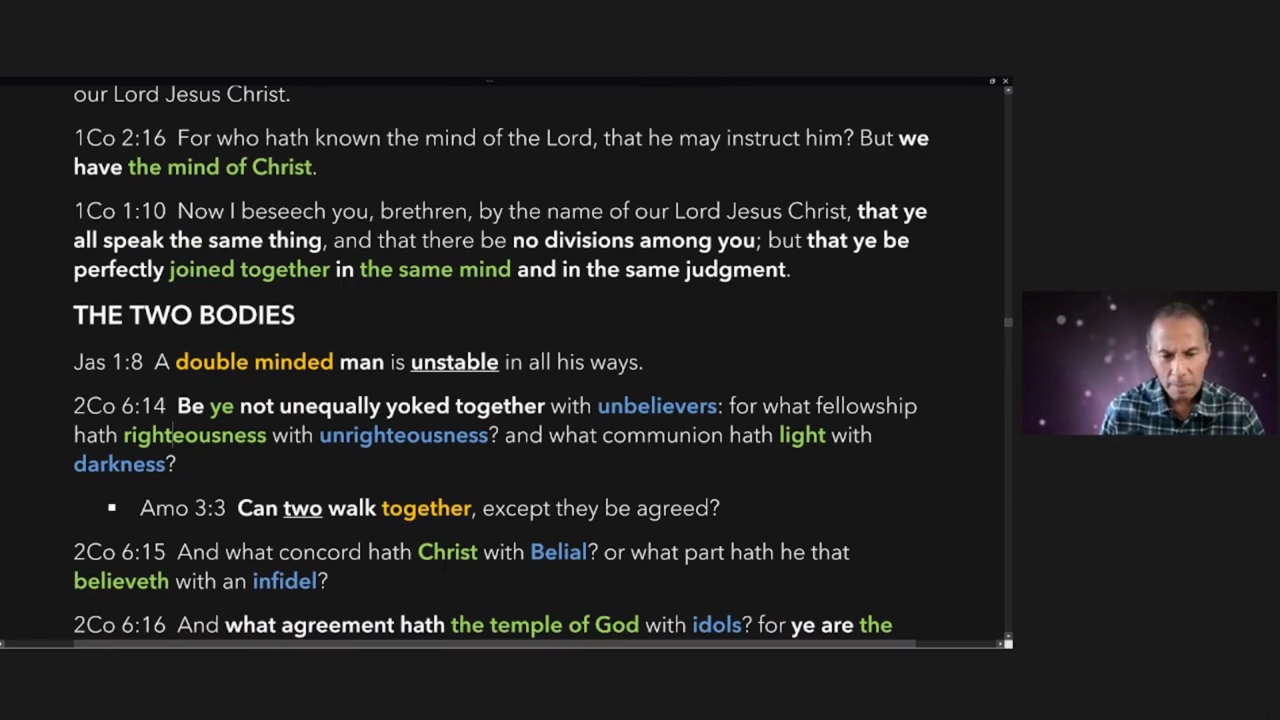 our Lord Jesus Christ.
1Co 2:16 For who hath known the mind of the Lord, that he may instruct him? But we
have the mind of Christ.
1Co 1:10 Now I beseech you, brethren, by the name of our Lord Jesus Christ, that ye
all speak the same thing, and that there be no divisions among you; but that ye be
perfectly joined together in the same mind and in the same judgment.
THE TWO BODIES
Jas 1:8 A double minded man is unstable in all his ways.
2Co 6:14 Be ye not unequally yoked together with unbelievers: for what fellowship
hath righteousness with unrighteousness? and what communion hath light with
darkness?
▪ Amo 3:3 Can two walk together, except they be agreed?
2Co 6:15 And what concord hath Christ with Belial? or what part hath he that
believeth with an infidel?
2Co 6:16 And what agreement hath the temple of God with idols? for ye are the